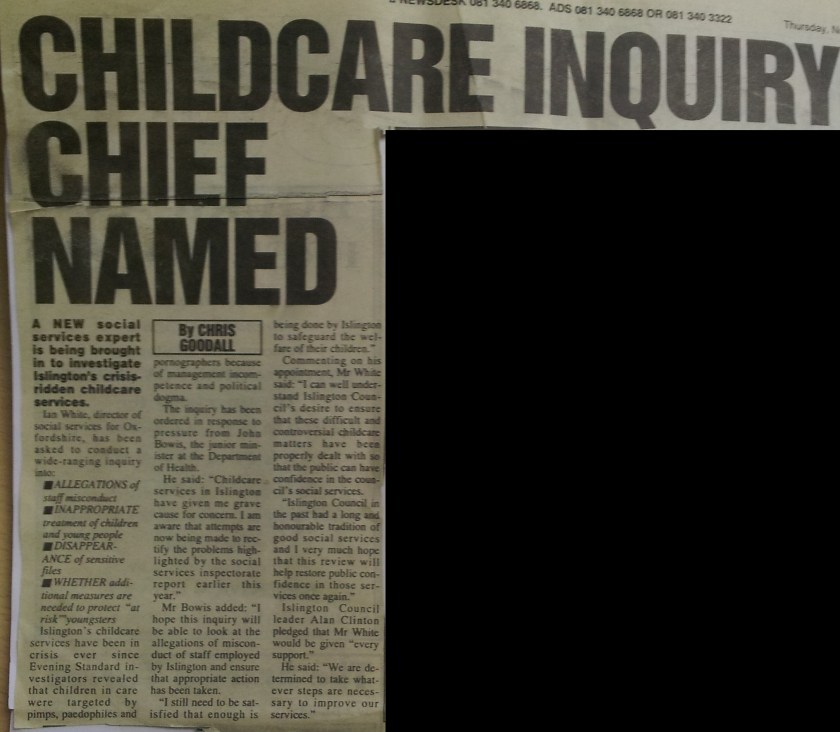 NEWSDESK 081 340 6868. ADS 081 340 6868 OR 081 340 3322
Thursday,
CHILDCARE INQUIRY
CHIEF
NAMED
A NEW social
services expert
is being brought
in to investigate
Islington's crisis-
ridden childcare
services.
Ian White, director of
social services for Ox-
fordshire, has been
asked to conduct a
wide-ranging inquiry
into:
■ ALLEGATIONS of
staff misconduct
■ INAPPROPRIATE
treatment of children
and young people
■ DISAPPEAR-
ANCE of sensitive
files
■ WHETHER addi-
tional measures are
needed to protect "at
risk" youngsters
Islington's childcare
services have been in
crisis ever since
Evening Standard in-
vestigators revealed
that children in care
were targeted by
pimps, paedophiles and
By CHRIS
GOODALL
pornographers because
of management incom-
petence and political
dogma.
The inquiry has been
ordered in response to
pressure from John
Bowis, the junior min-
ister at the Department
of Health.
He said: "Childcare
services in Islington
have given me grave
cause for concern. I am
aware that attempts are
now being made to rec-
tify the problems high-
lighted by the social
services inspectorate
report earlier this
year."
Mr Bowis added: "I
hope this inquiry will
be able to look at the
allegations of miscon-
duct of staff employed
by Islington and ensure
that appropriate action
has been taken.
"I still need to be sat-
isfied that enough is
being done by Islington
to safeguard the wel-
fare of their children."
Commenting on his
appointment, Mr White
said: "I can well under-
stand Islington Coun-
cil's desire to ensure
that these difficult and
controversial childcare
matters have been
properly dealt with so
that the public can have
confidence in the coun-
cil's social services.
"Islington Council in
the past had a long and
honourable tradition of
good social services
and I very much hope
that this review will
help restore public con-
fidence in those ser-
vices once again."
Islington Council
leader Alan Clinton
pledged that Mr White
would be given "every
support."
He said: "We are de-
termined to take what-
ever steps are neces-
sary to improve our
services."